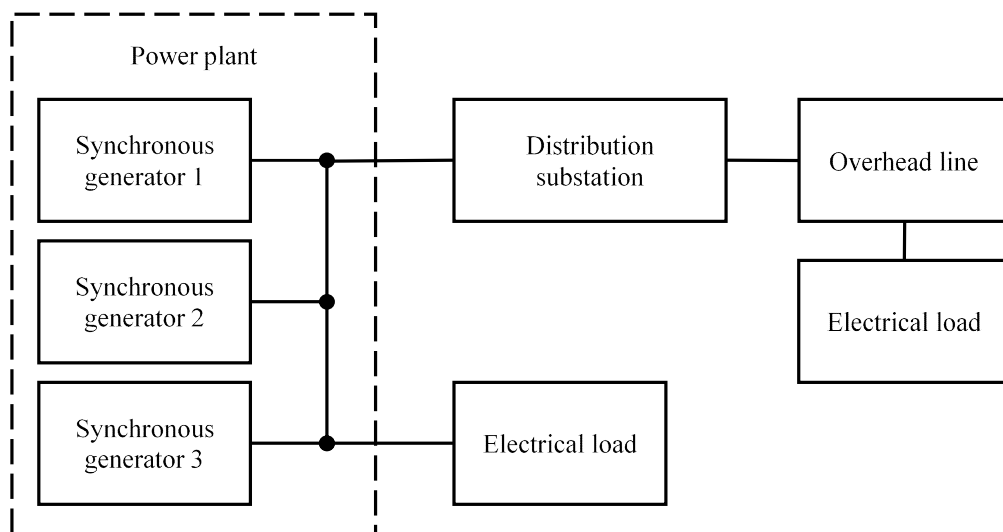 Power plant
Synchronous
generator 1
Distribution
substation
Overhead line
Synchronous
generator 2
Electrical load
Synchronous
generator 3
Electrical load